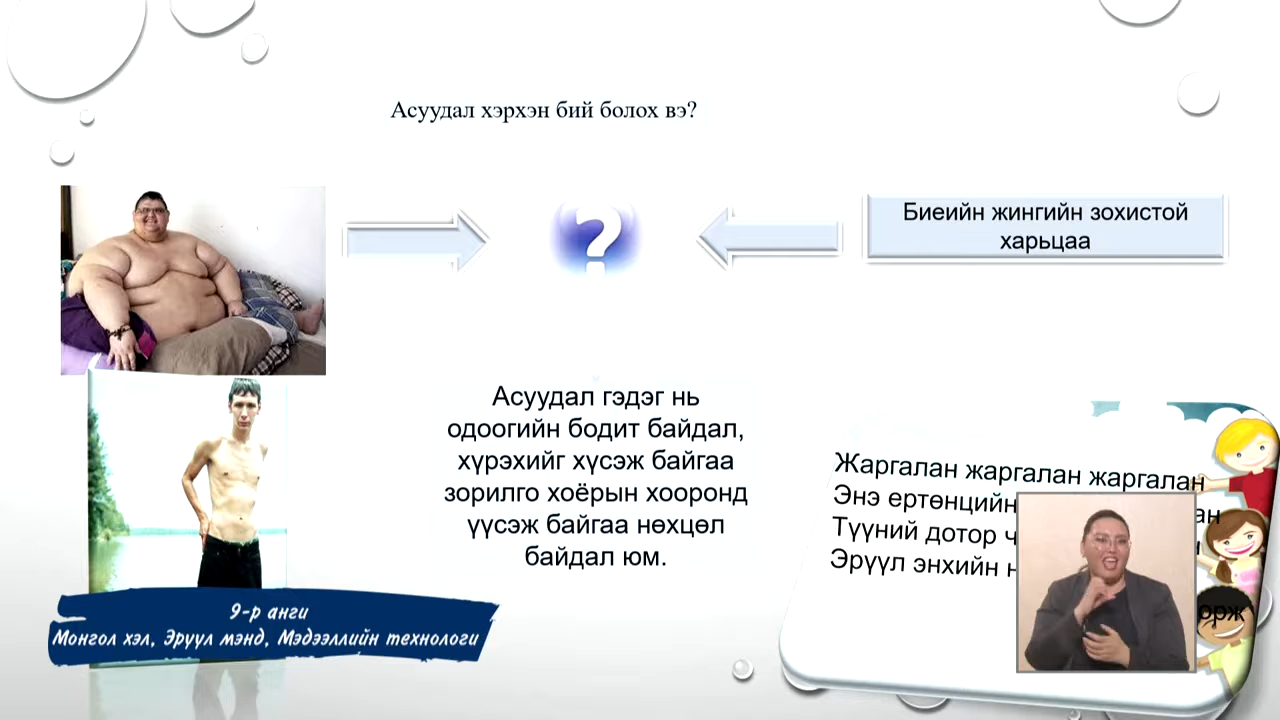 Асуудал хэрхэн бий болох вэ?
Биеийн жингийн зохистой
харьцаа
Асуудал гэдэг нь
одоогийн бодит байдал,
хүрэхийг хүсэж байгаа
зорилго хоёрын хооронд
үүсэж байгаа нөхцөл
байдал юм.
Жаргалан жаргалан жаргалан
Энэ ертөнцийн
Түүний дотор
Эрүүл энхийн
9-р анги
Монгол хэл, Эрүүл мэнд, Мэдээллийн технологи